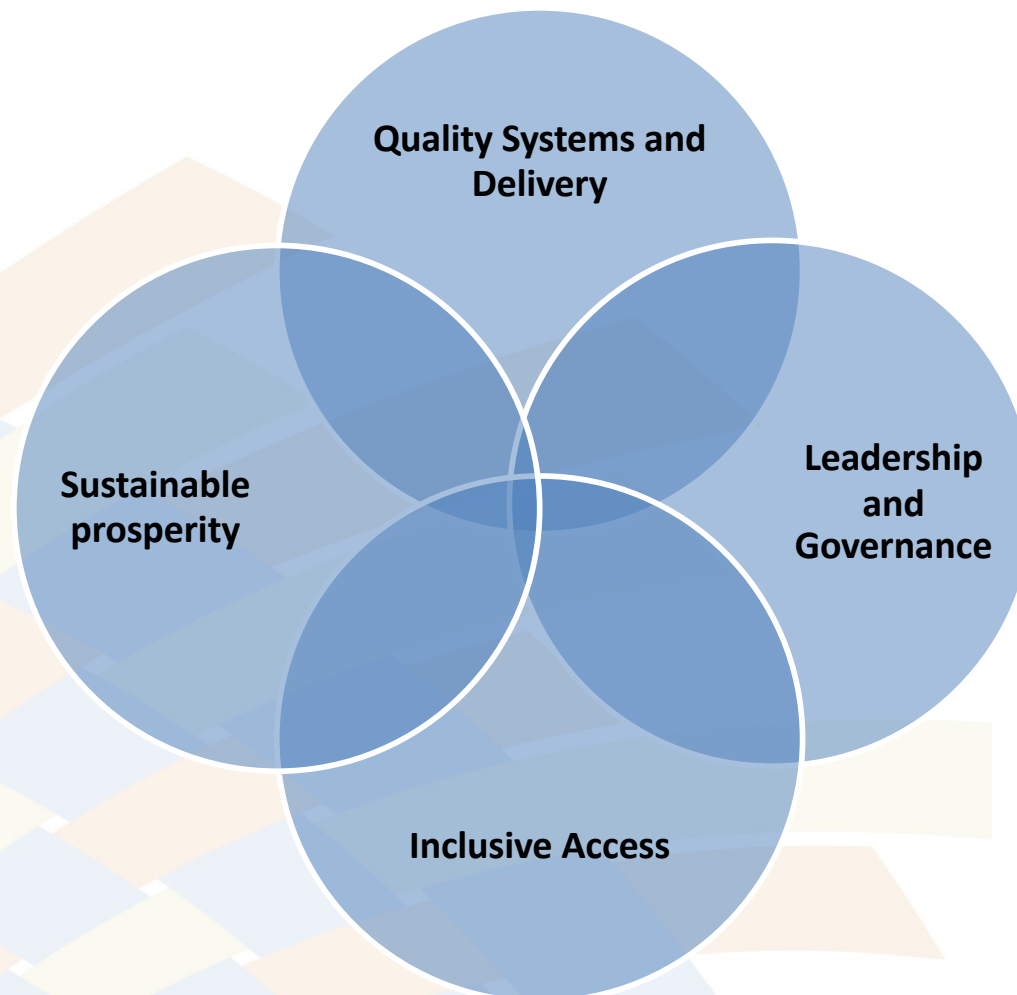 Quality Systems and
Delivery
Leadership
and
Governance
Sustainable
prosperity
Inclusive Access